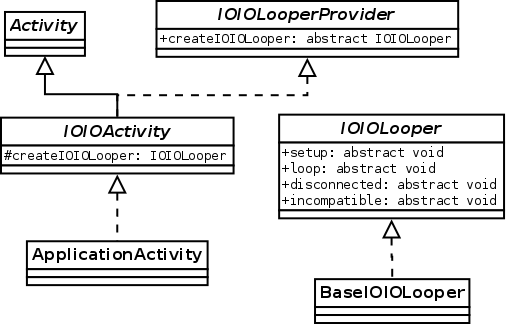 Activity
IOIOLooperProvider
+createIOIOLooper: abstract IOIOLooper
IOIOActivity
#createIOIOLooper: IOIOLooper
IOIOLooper
+setup: abstract void
+loop: abstract void
+disconnected: abstract void
+incompatible: abstract void
ApplicationActivity
BaseIOIOLooper